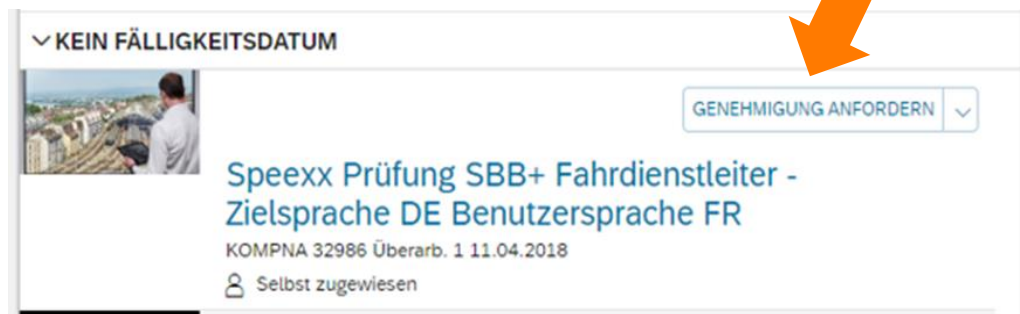 KEIN FÄLLIGKEITSDATUM
GENEHMIGUNG ANFORDERN
Speexx Prüfung SBB+ Fahrdienstleiter -
Zielsprache DE Benutzersprache FR
KOMPNA 32986 Überarb. 1 11.04.2018
Selbst zugewiesen